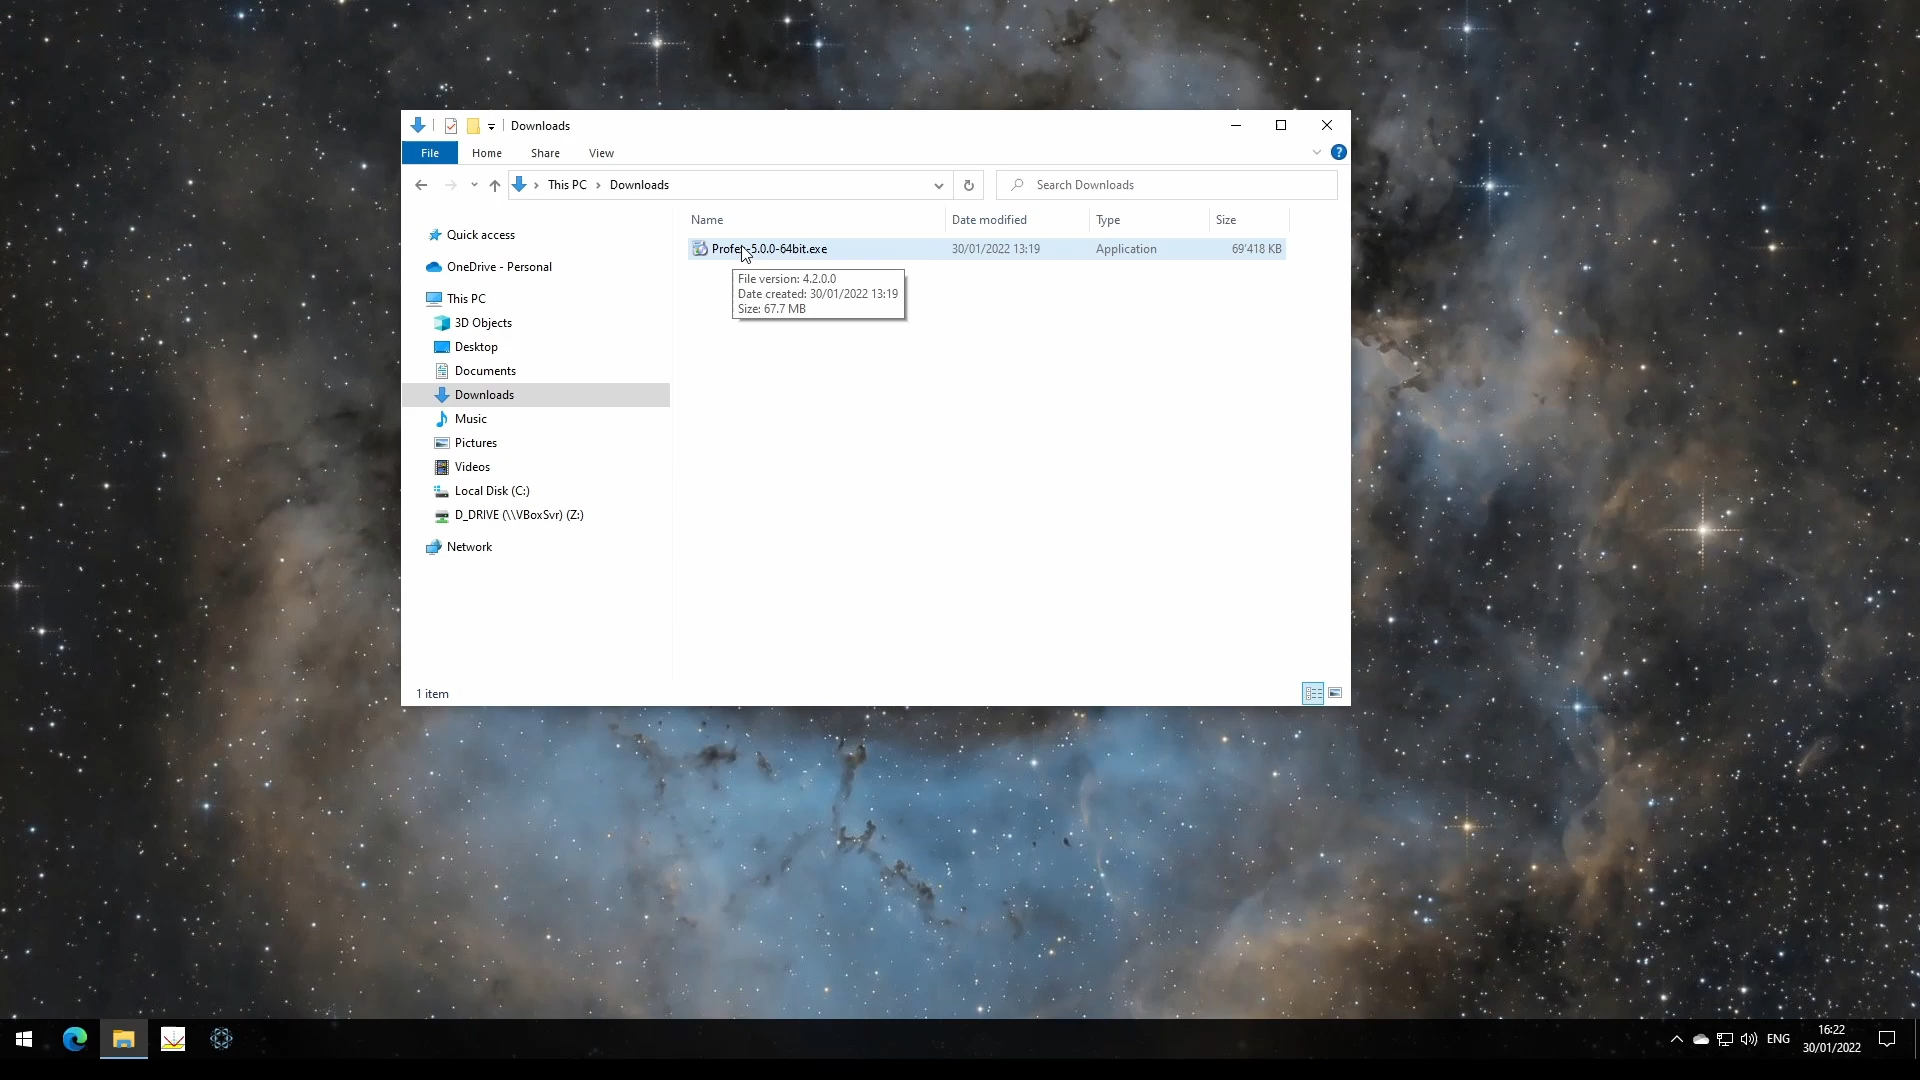 Downloads
File Home Share View
This PC Downloads
Search Downloads
Name Date modified Type Size
-5.0.0-64bit.exe 30/01/2022 13:19 Application 69'418 KB
File version: 4.2.0.0
Date created: 30/01/2022 13:19
Size: 67.7 MB
Quick access
OneDrive - Personal
This PC
3D Objects
Desktop
Documents
Downloads
Music
Pictures
Videos
Local Disk (C:)
D_DRIVE (\\VBoxSvr) (Z:)
Network
1 item
ENG
16:22
30/01/2022